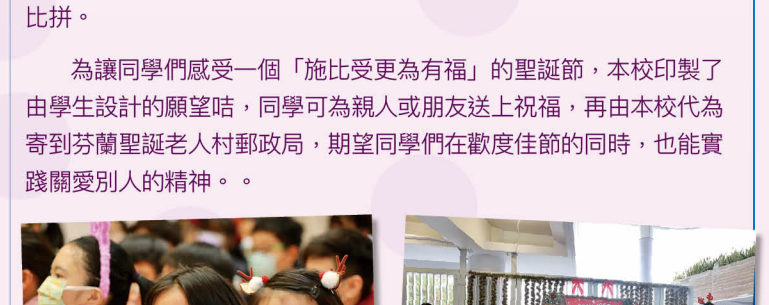 比拼。
為讓同學們感受一個「施比受更為有福」的聖誕節，本校印製了
由學生設計的願望咭，同學可為親人或朋友送上祝福，再由本校代為
寄到芬蘭聖誕老人村郵政局，期望同學們在歡度佳節的同時，也能實
踐關愛別人的精神。。